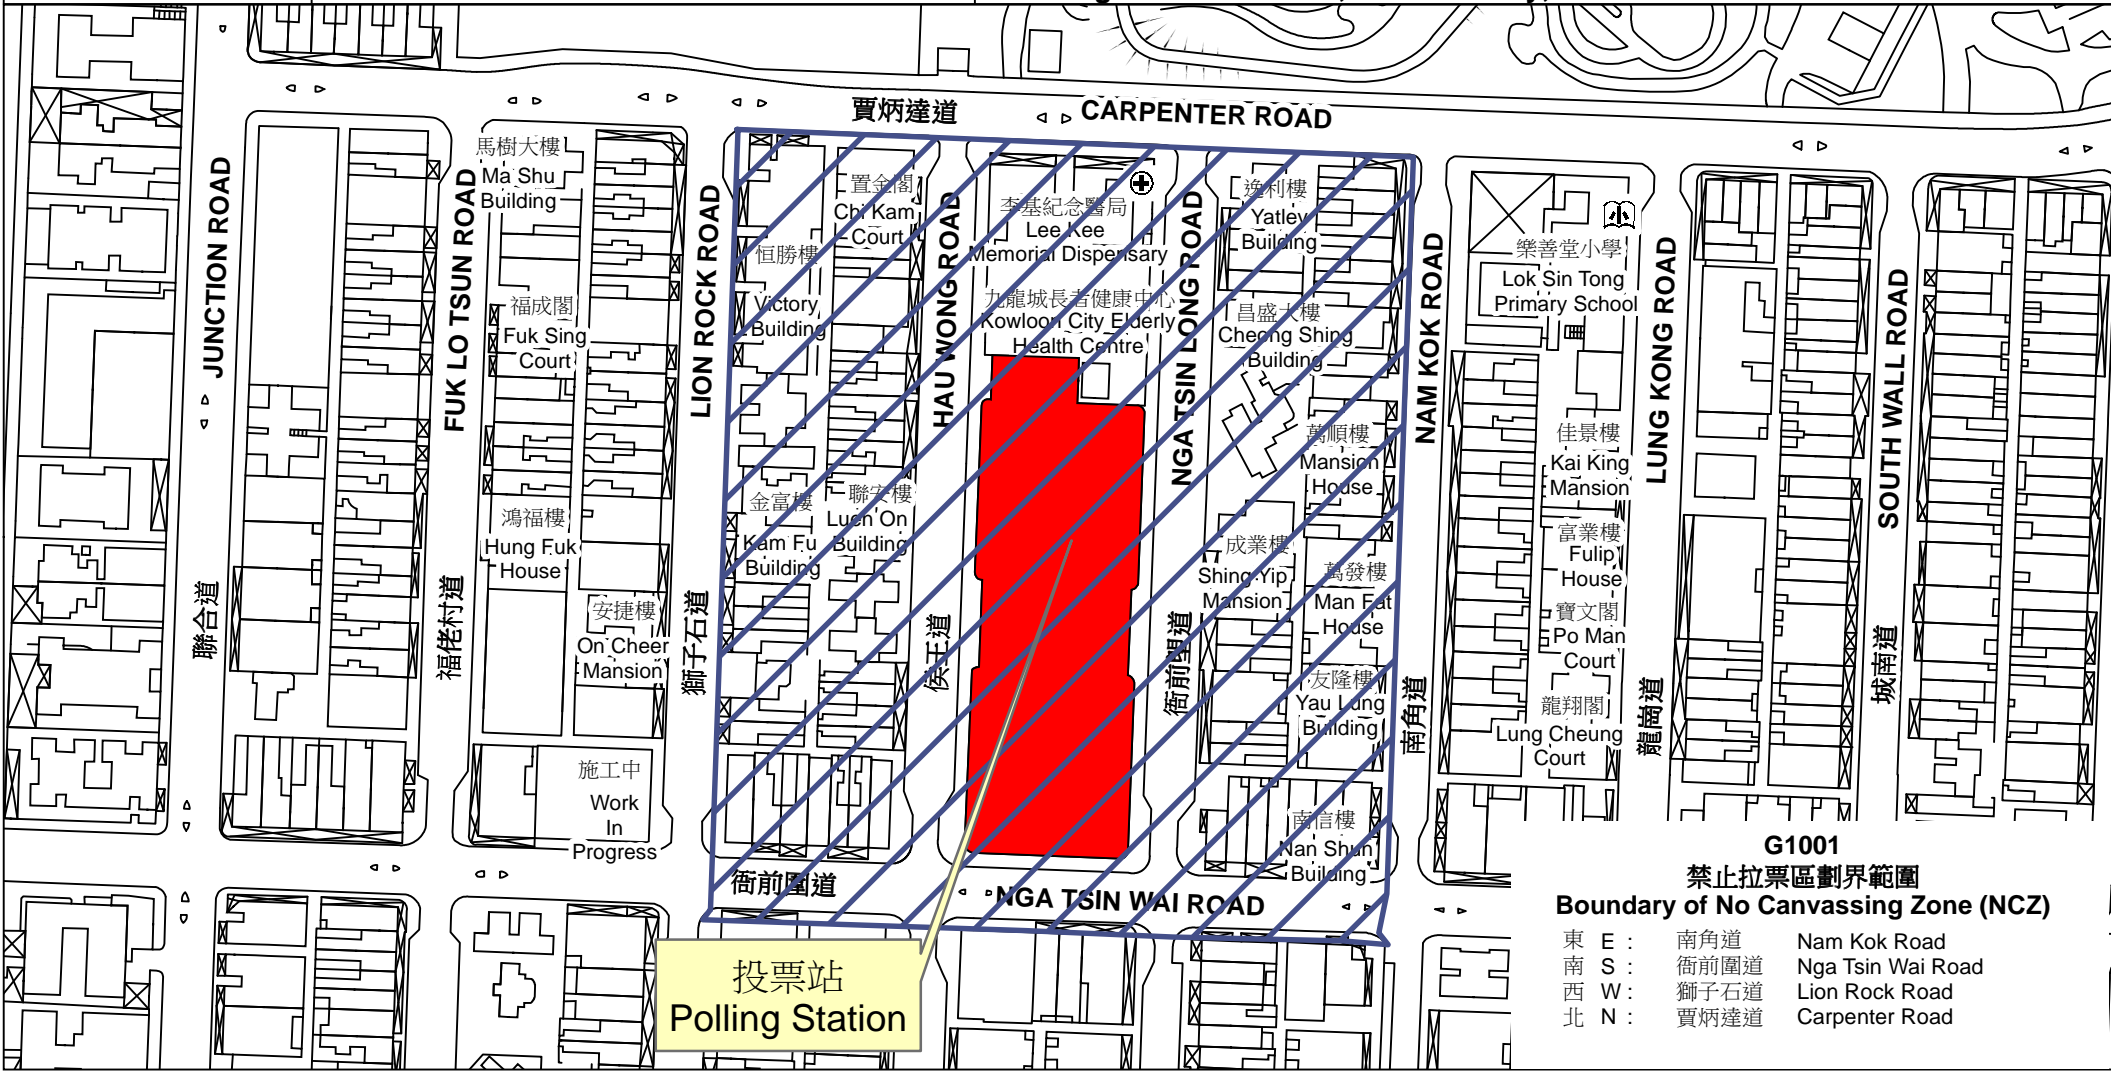 賈炳達道
CARPENTER ROAD
JUNCTION ROAD
聯合道
FUK LO TSUN ROAD
福佬村道
LION ROCK ROAD
獅子石道
HAU WONG ROAD
侯王道
NGA TSIN LONG ROAD
衙前塱道
NAM KOK ROAD
南角道
LUNG KONG ROAD
龍崗道
SOUTH WALL ROAD
城南道
馬樹大樓
Ma Shu
Building
福成閣
Fuk Sing
Court
鴻福樓
Hung Fuk
House
安捷樓
On Cheer
Mansion
施工中
Work
In
Progress
置金閣
Chi Kam
Court
恒勝樓
Victory
Building
金富樓
Kam Fu
Building
聯安樓
Luen On
Building
李基紀念醫局
Lee Kee
Memorial Dispensary
九龍城長者健康中心
Kowloon City Elderly
Health Centre
逸利樓
Yatley
Building
昌盛大樓
Cheong Shing
Building
萬順樓
Mansion
House
成業樓
Shing Yip
Mansion
萬發樓
Man Fat
House
友隆樓
Yau Lung
Building
南信樓
Nan Shun
Building
樂善堂小學
Lok Sin Tong
Primary School
佳景樓
Kai King
Mansion
富業樓
Fulip
House
寶文閣
Po Man
Court
龍翔閣
Lung Cheung
Court
衙前圍道
NGA TSIN WAI ROAD
投票站
Polling Station
G1001
禁止拉票區劃界範圍
Boundary of No Canvassing Zone (NCZ)
東 E : 南角道 Nam Kok Road
南 S : 衙前圍道 Nga Tsin Wai Road
西 W : 獅子石道 Lion Rock Road
北 N : 賈炳達道 Carpenter Road